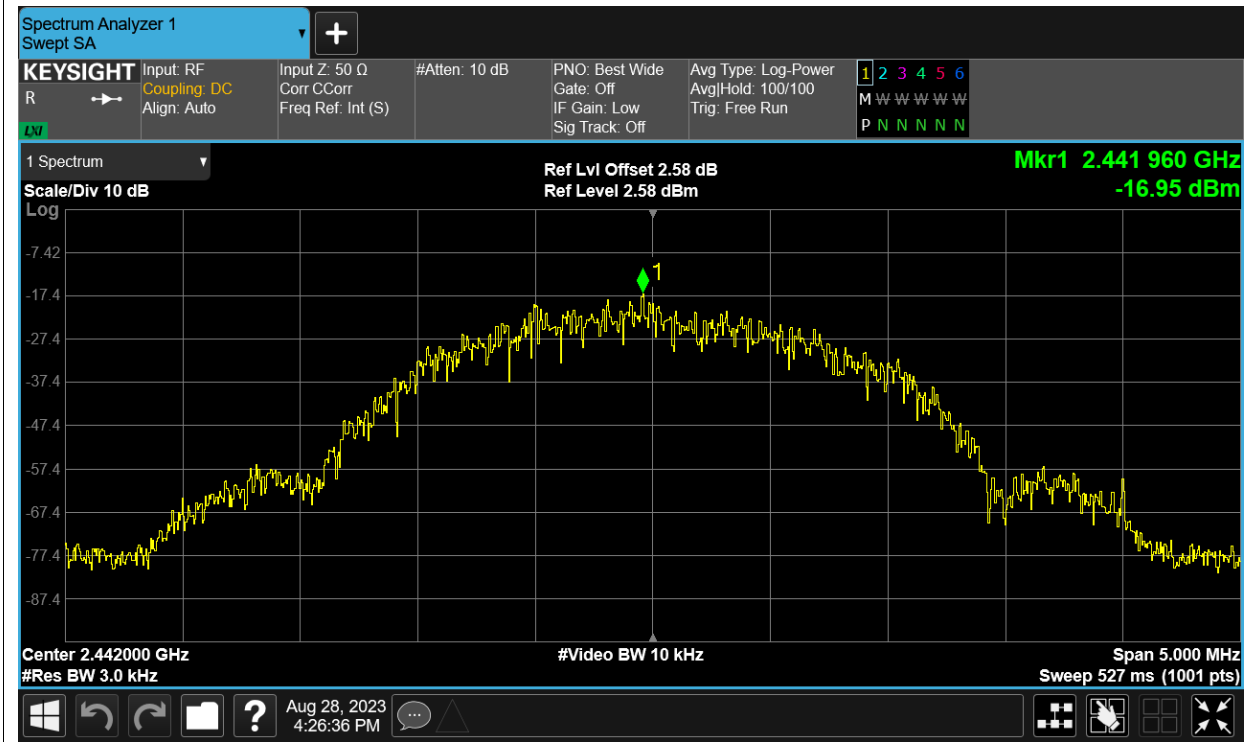 Spectrum Analyzer 1
Swept SA
KEYSIGHT
R
LXI
Input: RF
Coupling: DC
Align: Auto
Input Z: 50 Ω
Corr CCorr
Freq Ref: Int (S)
#Atten: 10 dB
PNO: Best Wide
Gate: Off
IF Gain: Low
Sig Track: Off
Avg Type: Log-Power
Avg|Hold: 100/100
Trig: Free Run
1 2 3 4 5 6
M W W W W W
P N N N N N
1 Spectrum
Scale/Div 10 dB
Log
Ref Lvl Offset 2.58 dB
Ref Level 2.58 dBm
Mkr1 2.441 960 GHz
-16.95 dBm
1
-7.42
-17.4
-27.4
-37.4
-47.4
-57.4
-67.4
-77.4
-87.4
Center 2.442000 GHz
#Res BW 3.0 kHz
#Video BW 10 kHz
Span 5.000 MHz
Sweep 527 ms (1001 pts)
?
Aug 28, 2023
4:26:36 PM